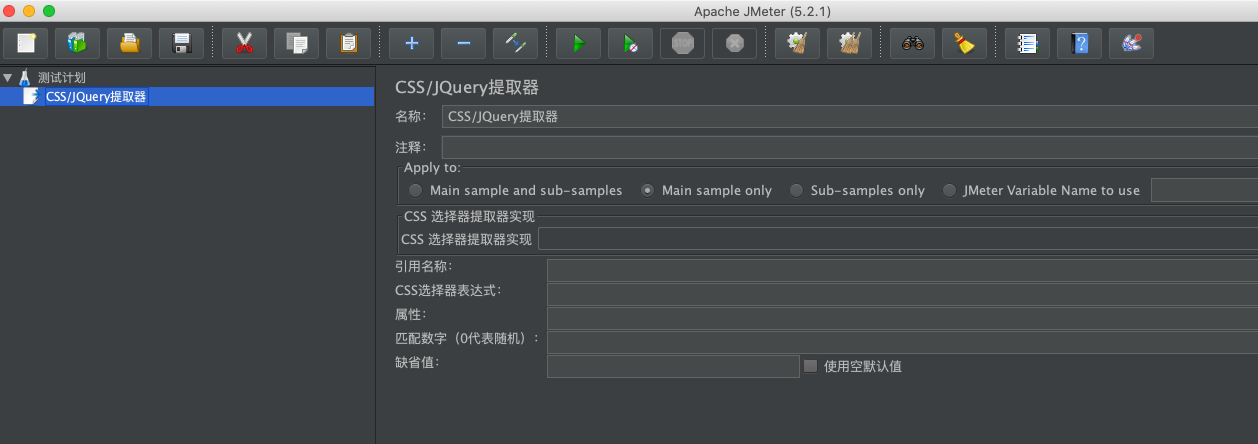 Apache JMeter (5.2.1)
STOP
测试计划
CSS/JQuery提取器
CSS/JQuery提取器
名称： CSS/JQuery提取器
注释：
Apply to:
Main sample and sub-samples Main sample only Sub-samples only JMeter Variable Name to use
CSS 选择器提取器实现
CSS 选择器提取器实现
引用名称：
CSS选择器表达式：
属性：
匹配数字（0代表随机）：
缺省值： 使用空默认值